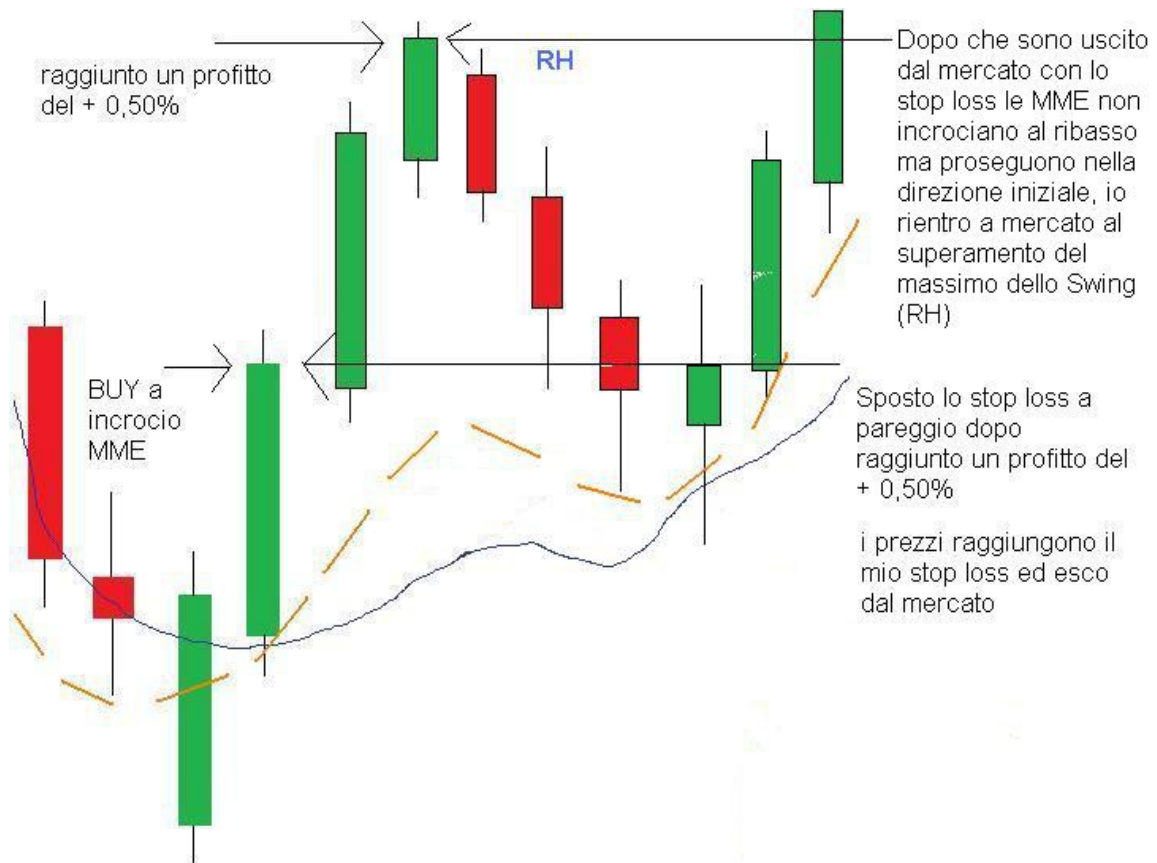 raggiunto un profitto
del + 0,50%
RH
Dopo che sono uscito
dal mercato con lo
stop loss le MME non
incrociano al ribasso
ma proseguono nella
direzione iniziale, io
rientro a mercato al
superamento del
massimo dello Swing
(RH)
BUY a
incrocio
MME
Sposto lo stop loss a
pareggio dopo
raggiunto un profitto del
+ 0,50%
i prezzi raggiungono il
mio stop loss ed esco
dal mercato